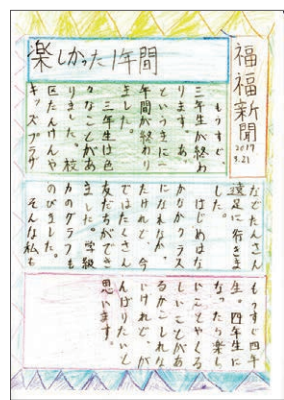 福福新聞
2017
3.21
楽しかった1年間
もうすぐ、
三年生が終わ
ります。あっ
というまに一
年間が終わり
ました。
三年生は色
々なことがあ
りました。校
区たんけんや
キッズプラザ
などたくさん
遠足に行きま
はじめはな
かなかクラス
になれなかっ
たけれど、今
ではたくさん
友だちができ
ました。学級
力のグラフも
のびました。
そんな私も
もうすぐ四年
生。四年生に
なったら楽し
いことやくる
しいことがあ
るかもしれな
いけれど、が
んばりたいと
思います。